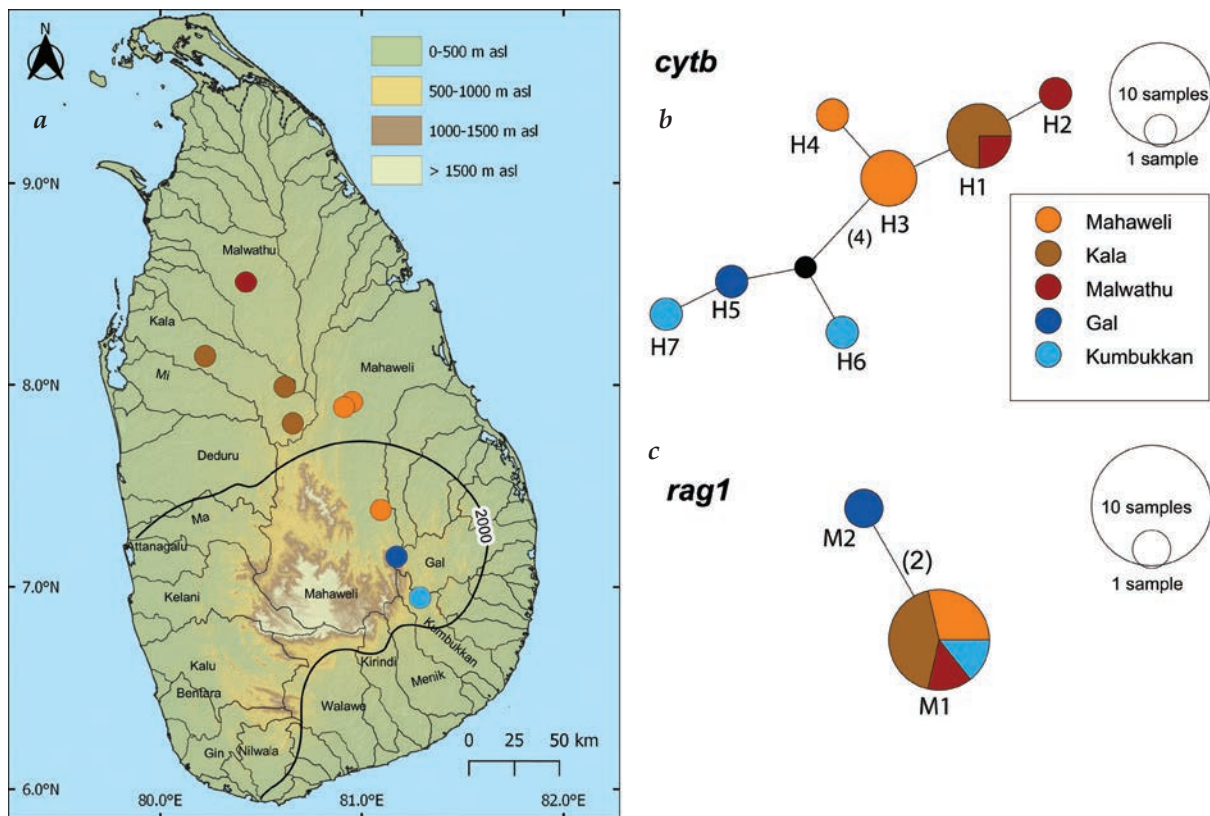 N
a
0-500 m asl
500-1000 m asl
1000-1500 m asl
> 1500 m asl
9.0°N
8.0°N
7.0°N
6.0°N
Malwathu
Kala
Mi
Mahaweli
Deduru
2000
Ma
Attanagalu
Gal
Kelani
Mahaweli
Kumbukkan
Kirindi
Menik
Kalu
Bentara
Walawe
Gin
Nilwala
0 25 50 km
80.0°E 81.0°E 82.0°E
cytb
b
H4
H3
H1
H2
(4)
H7
H5
H6
10 samples
1 sample
Mahaweli
Kala
Malwathu
Gal
Kumbukkan
c
rag1
M2
(2)
M1
10 samples
1 sample